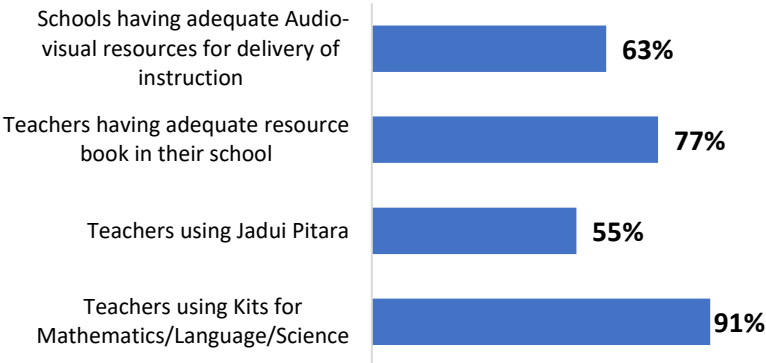 Schools having adequate Audio-
visual resources for delivery of
instruction
63%
Teachers having adequate resource
book in their school
77%
Teachers using Jadui Pitara
55%
Teachers using Kits for
Mathematics/Language/Science
91%